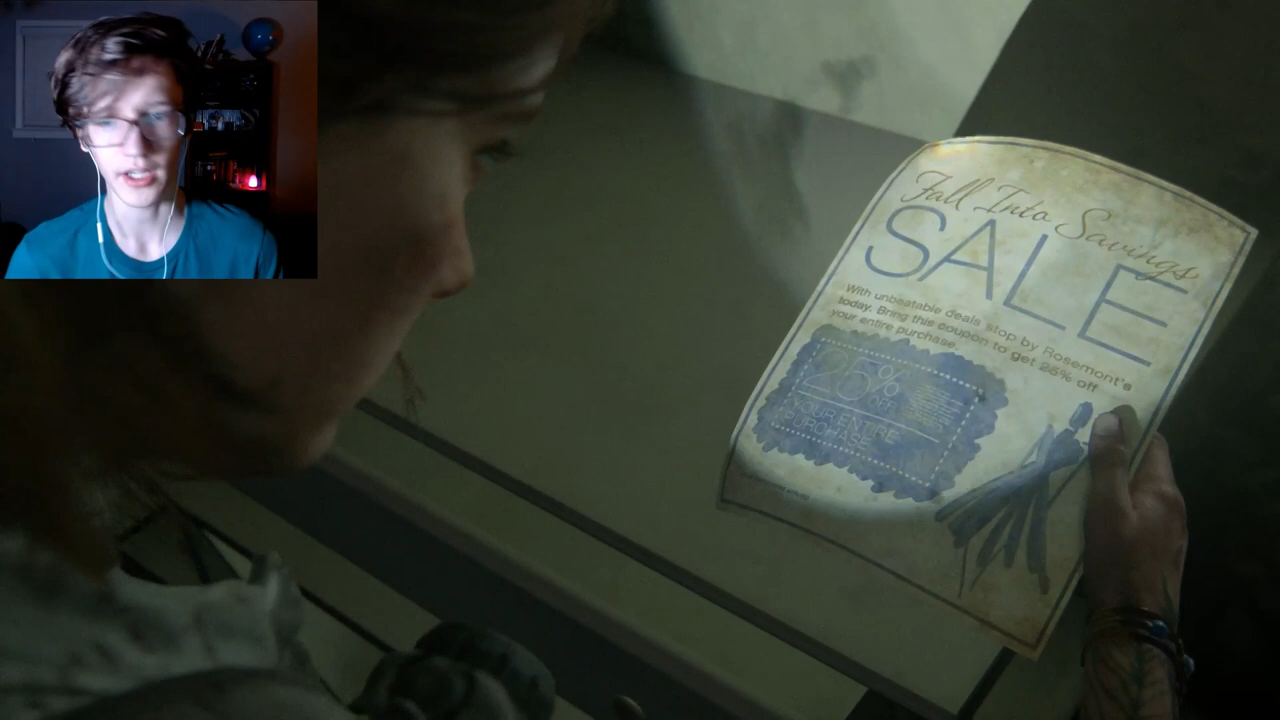 Fall Into Savings
SALE
With unbeatable deals stop by Rosemont's
today. Bring this coupon to get 25% off
your entire purchase.
25%
OFF
YOUR ENTIRE
PURCHASE